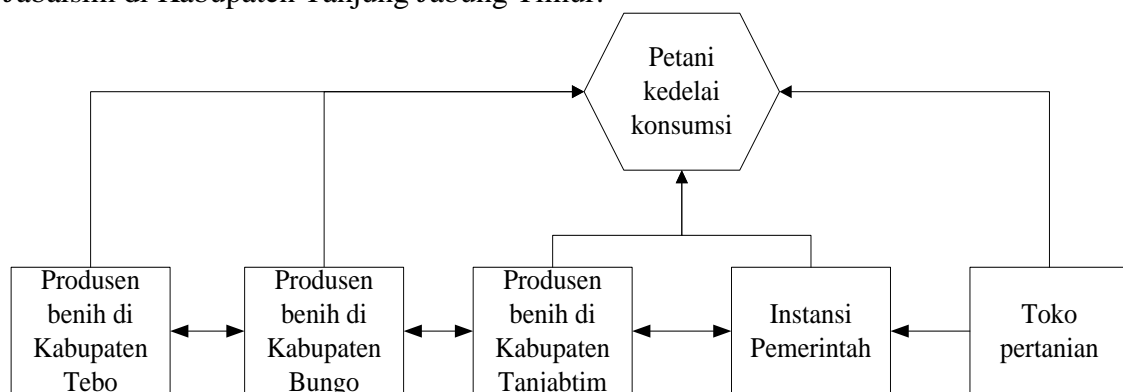 Jabalsim di Kabupaten Tanjung Jabung Timur.
Petani
kedelai
konsumsi
Produsen
benih di
Kabupaten
Tebo
Produsen
benih di
Kabupaten
Bungo
Produsen
benih di
Kabupaten
Tanjabtim
Instansi
Pemerintah
Toko
pertanian